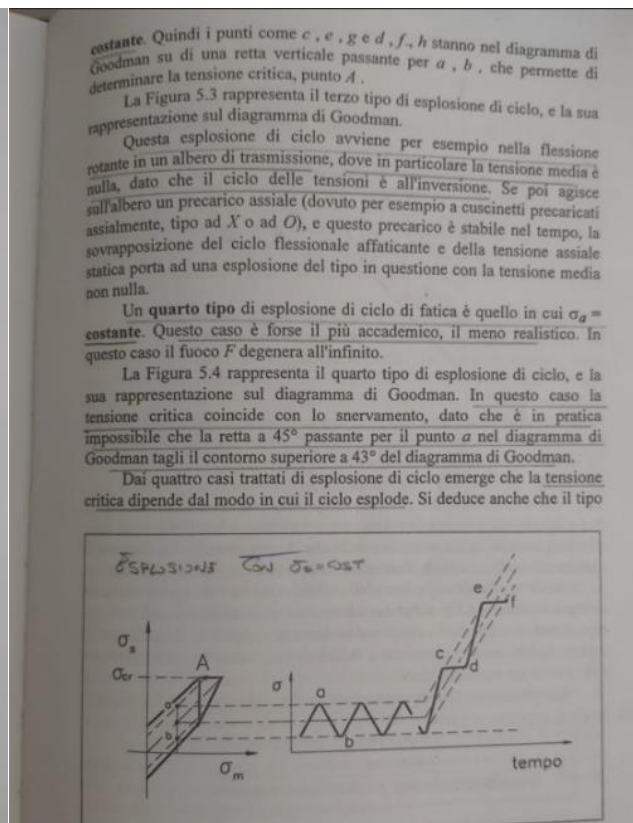 costante. Quindi i punti come c , e , g e d , f , h stanno nel diagramma di
Goodman su di una retta verticale passante per a , b , che permette di
determinare la tensione critica, punto A .
La Figura 5.3 rappresenta il terzo tipo di esplosione di ciclo, e la sua
rappresentazione sul diagramma di Goodman.
Questa esplosione di ciclo avviene per esempio nella flessione
rotante in un albero di trasmissione, dove in particolare la tensione media è
nulla, dato che il ciclo delle tensioni è all'inversione. Se poi agisce
sull'albero un precarico assiale (dovuto per esempio a cuscinetti precaricati
assialmente, tipo ad X o ad O), e questo precarico è stabile nel tempo, la
sovrapposizione del ciclo flessionale affaticante e della tensione assiale
statica porta ad una esplosione del tipo in questione con la tensione media
non nulla.
Un quarto tipo di esplosione di ciclo di fatica è quello in cui σa =
costante. Questo caso è forse il più accademico, il meno realistico. In
questo caso il fuoco F degenera all'infinito.
La Figura 5.4 rappresenta il quarto tipo di esplosione di ciclo, e la
sua rappresentazione sul diagramma di Goodman. In questo caso la
tensione critica coincide con lo snervamento, dato che è in pratica
impossibile che la retta a 45° passante per il punto a nel diagramma di
Goodman tagli il contorno superiore a 43° del diagramma di Goodman.
Dai quattro casi trattati di esplosione di ciclo emerge che la tensione
critica dipende dal modo in cui il ciclo esplode. Si deduce anche che il tipo
ESPLOSIONE CON σa=COST
σa
A
σcr
a
b
σm
σ
a
b
c
d
e
f
tempo